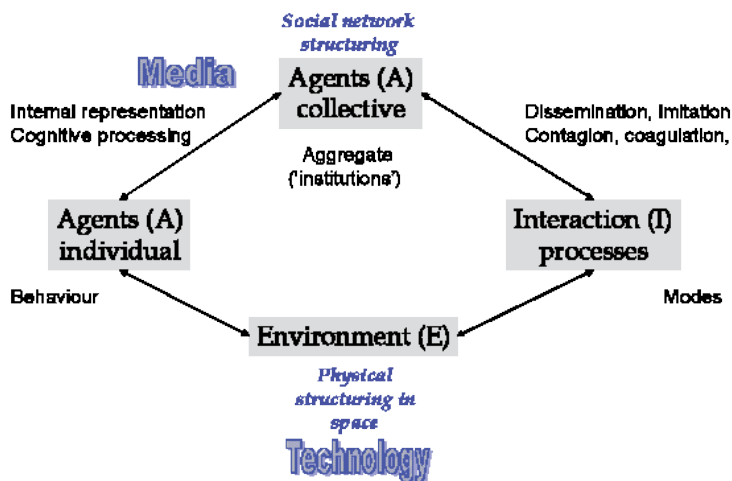 Social network
structuring
Media
Agents (A)
collective
Internal representation
Cognitive processing
Dissemination, Imitation
Contagion, coagulation,
Aggregate
('institutions')
Agents (A)
individual
Interaction (I)
processes
Behaviour
Modes
Environment (E)
Physical
structuring in
space
Technology